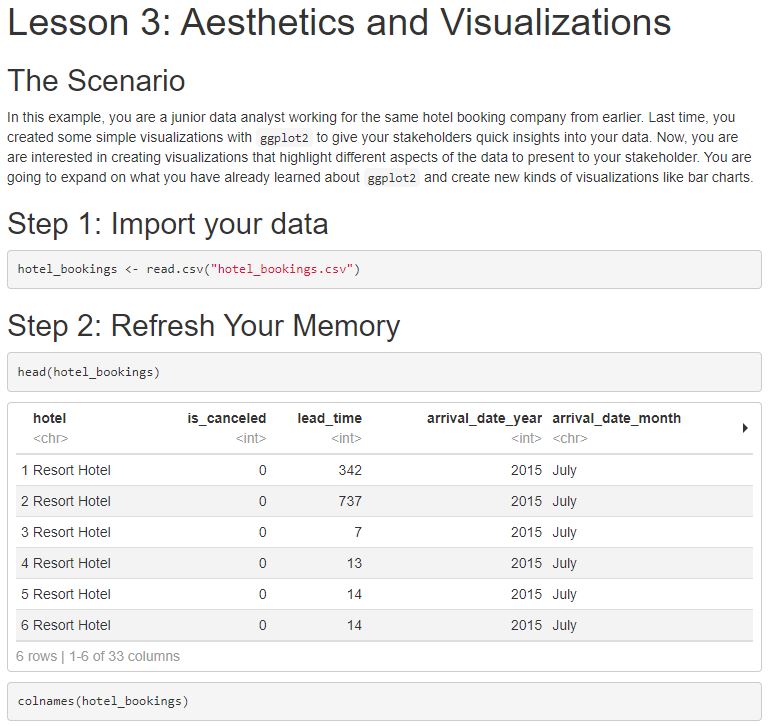 Lesson 3: Aesthetics and Visualizations
The Scenario
In this example, you are a junior data analyst working for the same hotel booking company from earlier. Last time, you
created some simple visualizations with ggplot2 to give your stakeholders quick insights into your data. Now, you are
are interested in creating visualizations that highlight different aspects of the data to present to your stakeholder. You are
going to expand on what you have already learned about ggplot2 and create new kinds of visualizations like bar charts.
Step 1: Import your data
hotel_bookings <- read.csv("hotel_bookings.csv")
Step 2: Refresh Your Memory
head(hotel_bookings)
hotel is_canceled lead_time arrival_date_year arrival_date_month
<chr> <int> <int> <int> <chr>
1 Resort Hotel 0 342 2015 July
2 Resort Hotel 0 737 2015 July
3 Resort Hotel 0 7 2015 July
4 Resort Hotel 0 13 2015 July
5 Resort Hotel 0 14 2015 July
6 Resort Hotel 0 14 2015 July
6 rows | 1-6 of 33 columns
colnames(hotel_bookings)